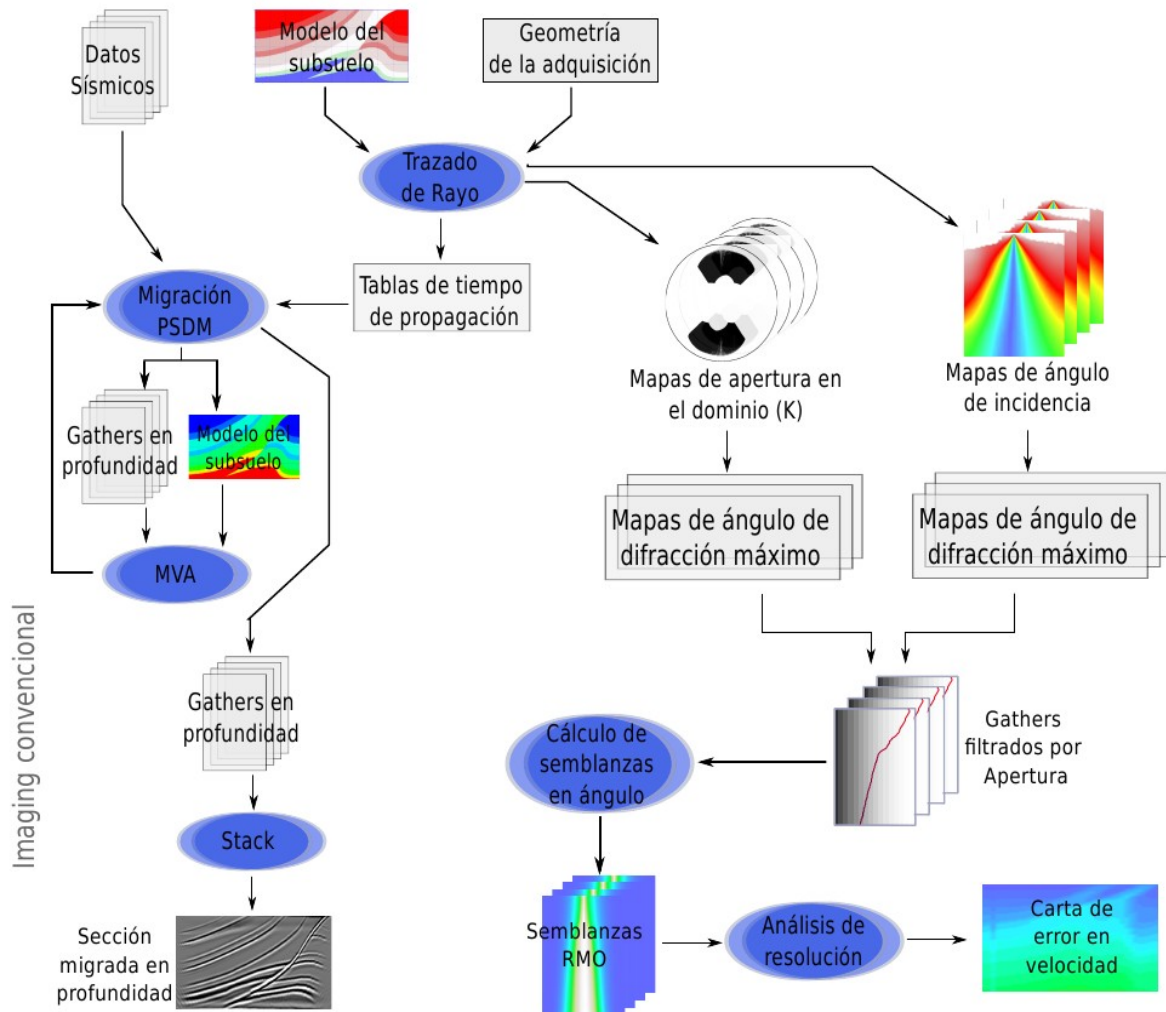 Datos
Sísmicos
Modelo del
subsuelo
Geometría
de la adquisición
Trazado
de Rayo
Migración
PSDM
Tablas de tiempo
de propagación
Mapas de apertura en
el dominio (K)
Mapas de ángulo
de incidencia
Gathers en
profundidad
Modelo del
subsuelo
MVA
Mapas de ángulo de
difracción máximo
Mapas de ángulo de
difracción máximo
Imaging convencional
Gathers en
profundidad
Cálculo de
semblanzas
en ángulo
Gathers
filtrados por
Apertura
Stack
Sección
migrada en
profundidad
Semblanzas
RMO
Análisis de
resolución
Carta de
error en
velocidad